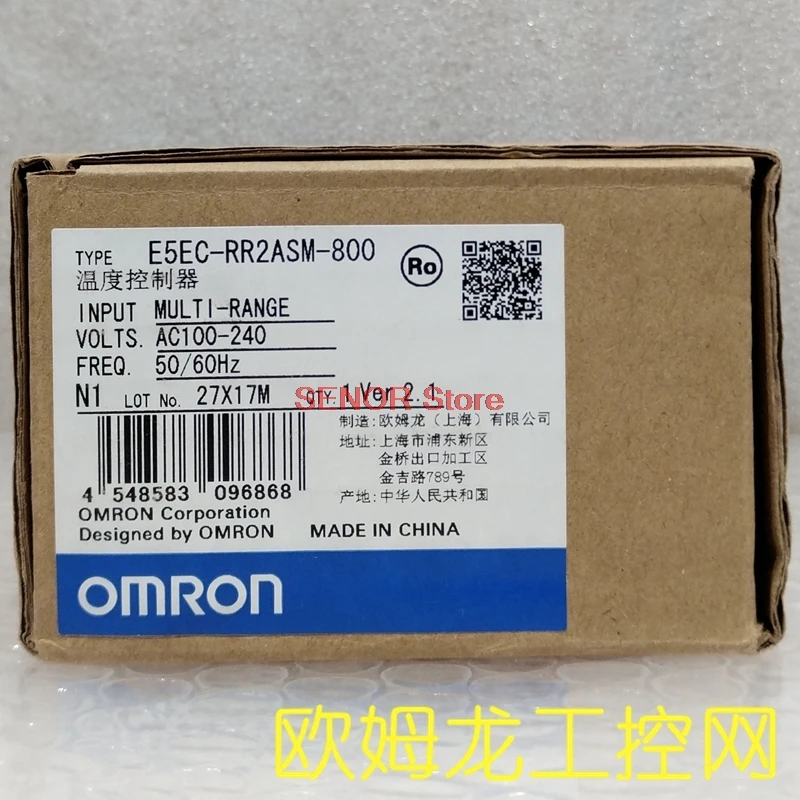 TYPE E5EC-RR2ASM-800
Ro
温度控制器
INPUT MULTI-RANGE
VOLTS. AC100-240
FREQ. 50/60Hz
N1 LOT No. 27X17M QTY. 1 Ver 2.1
SENOR Store
制造:欧姆龙(上海)有限公司
地址:上海市浦东新区
金桥出口加工区
金吉路789号
产地:中华人民共和国
4 548583 096868
OMRON Corporation
Designed by OMRON MADE IN CHINA
OMRON
欧姆龙工控网